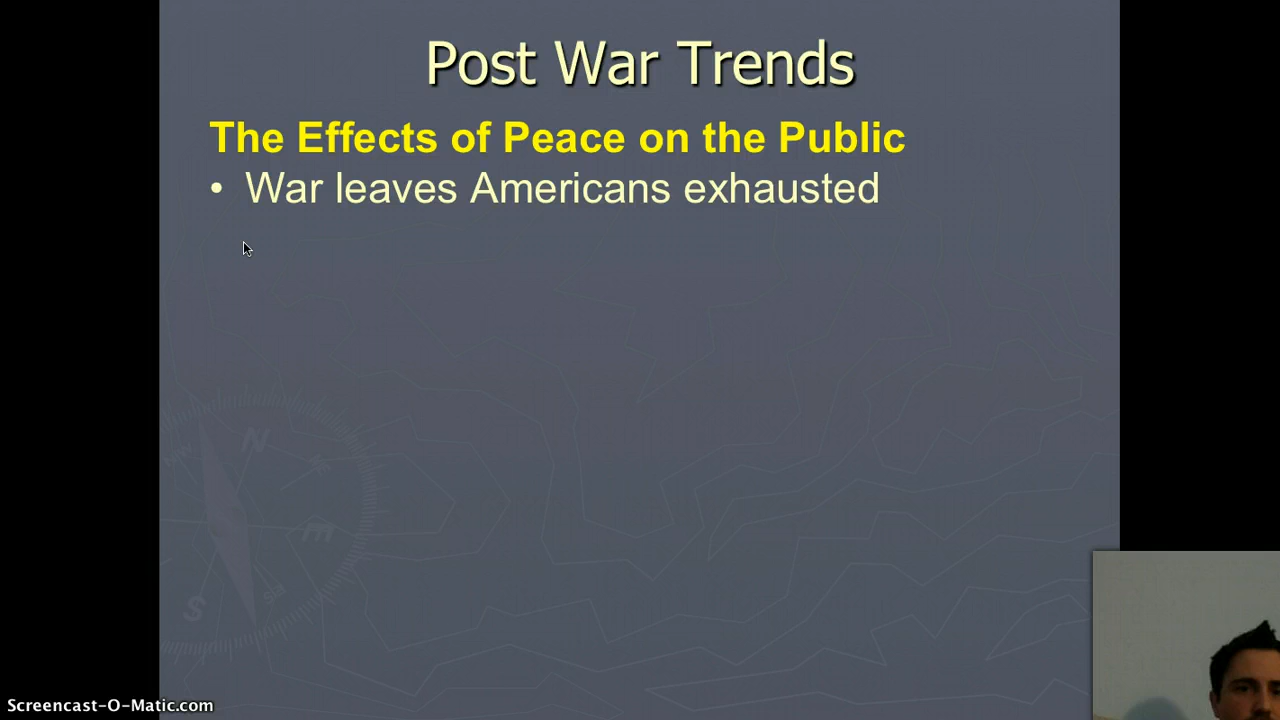 Post War Trends
The Effects of Peace on the Public
• War leaves Americans exhausted
N
E
S
Screencast-O-Matic.com